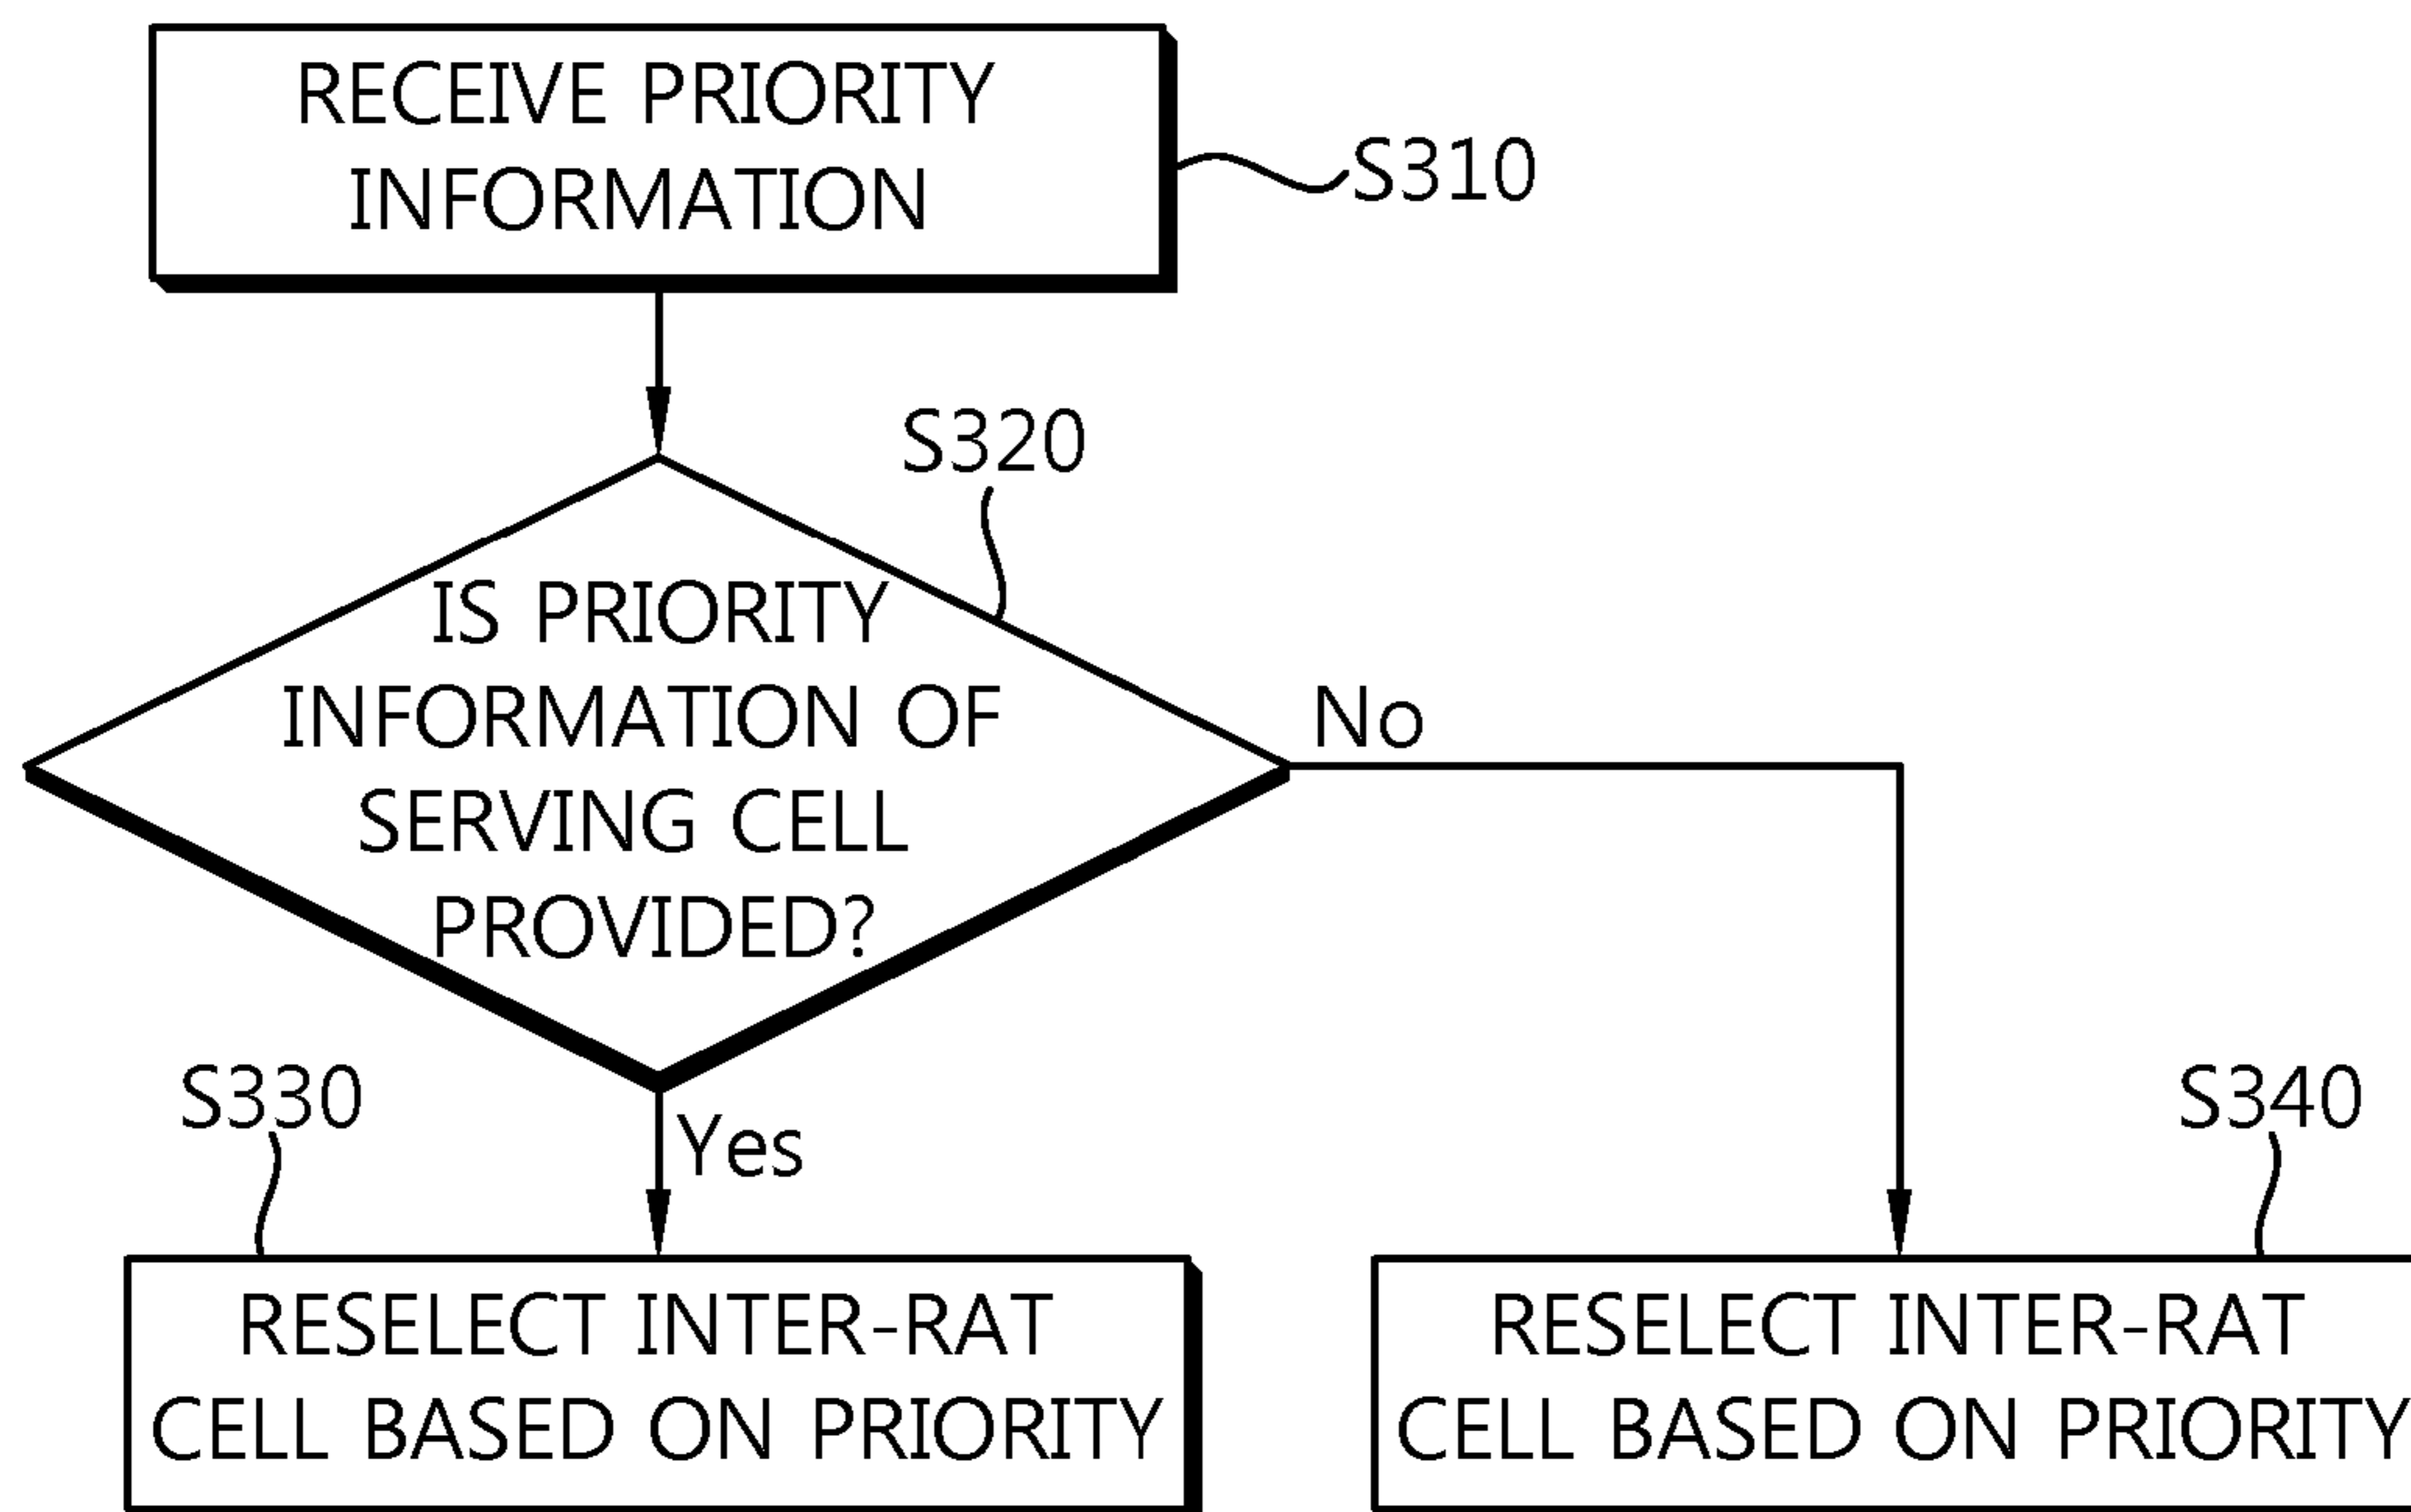 RECEIVE PRIORITY
INFORMATION
S310
S320
IS PRIORITY
INFORMATION OF
SERVING CELL
PROVIDED?
No
Yes
S330
RESELECT INTER-RAT
CELL BASED ON PRIORITY
S340
RESELECT INTER-RAT
CELL BASED ON PRIORITY